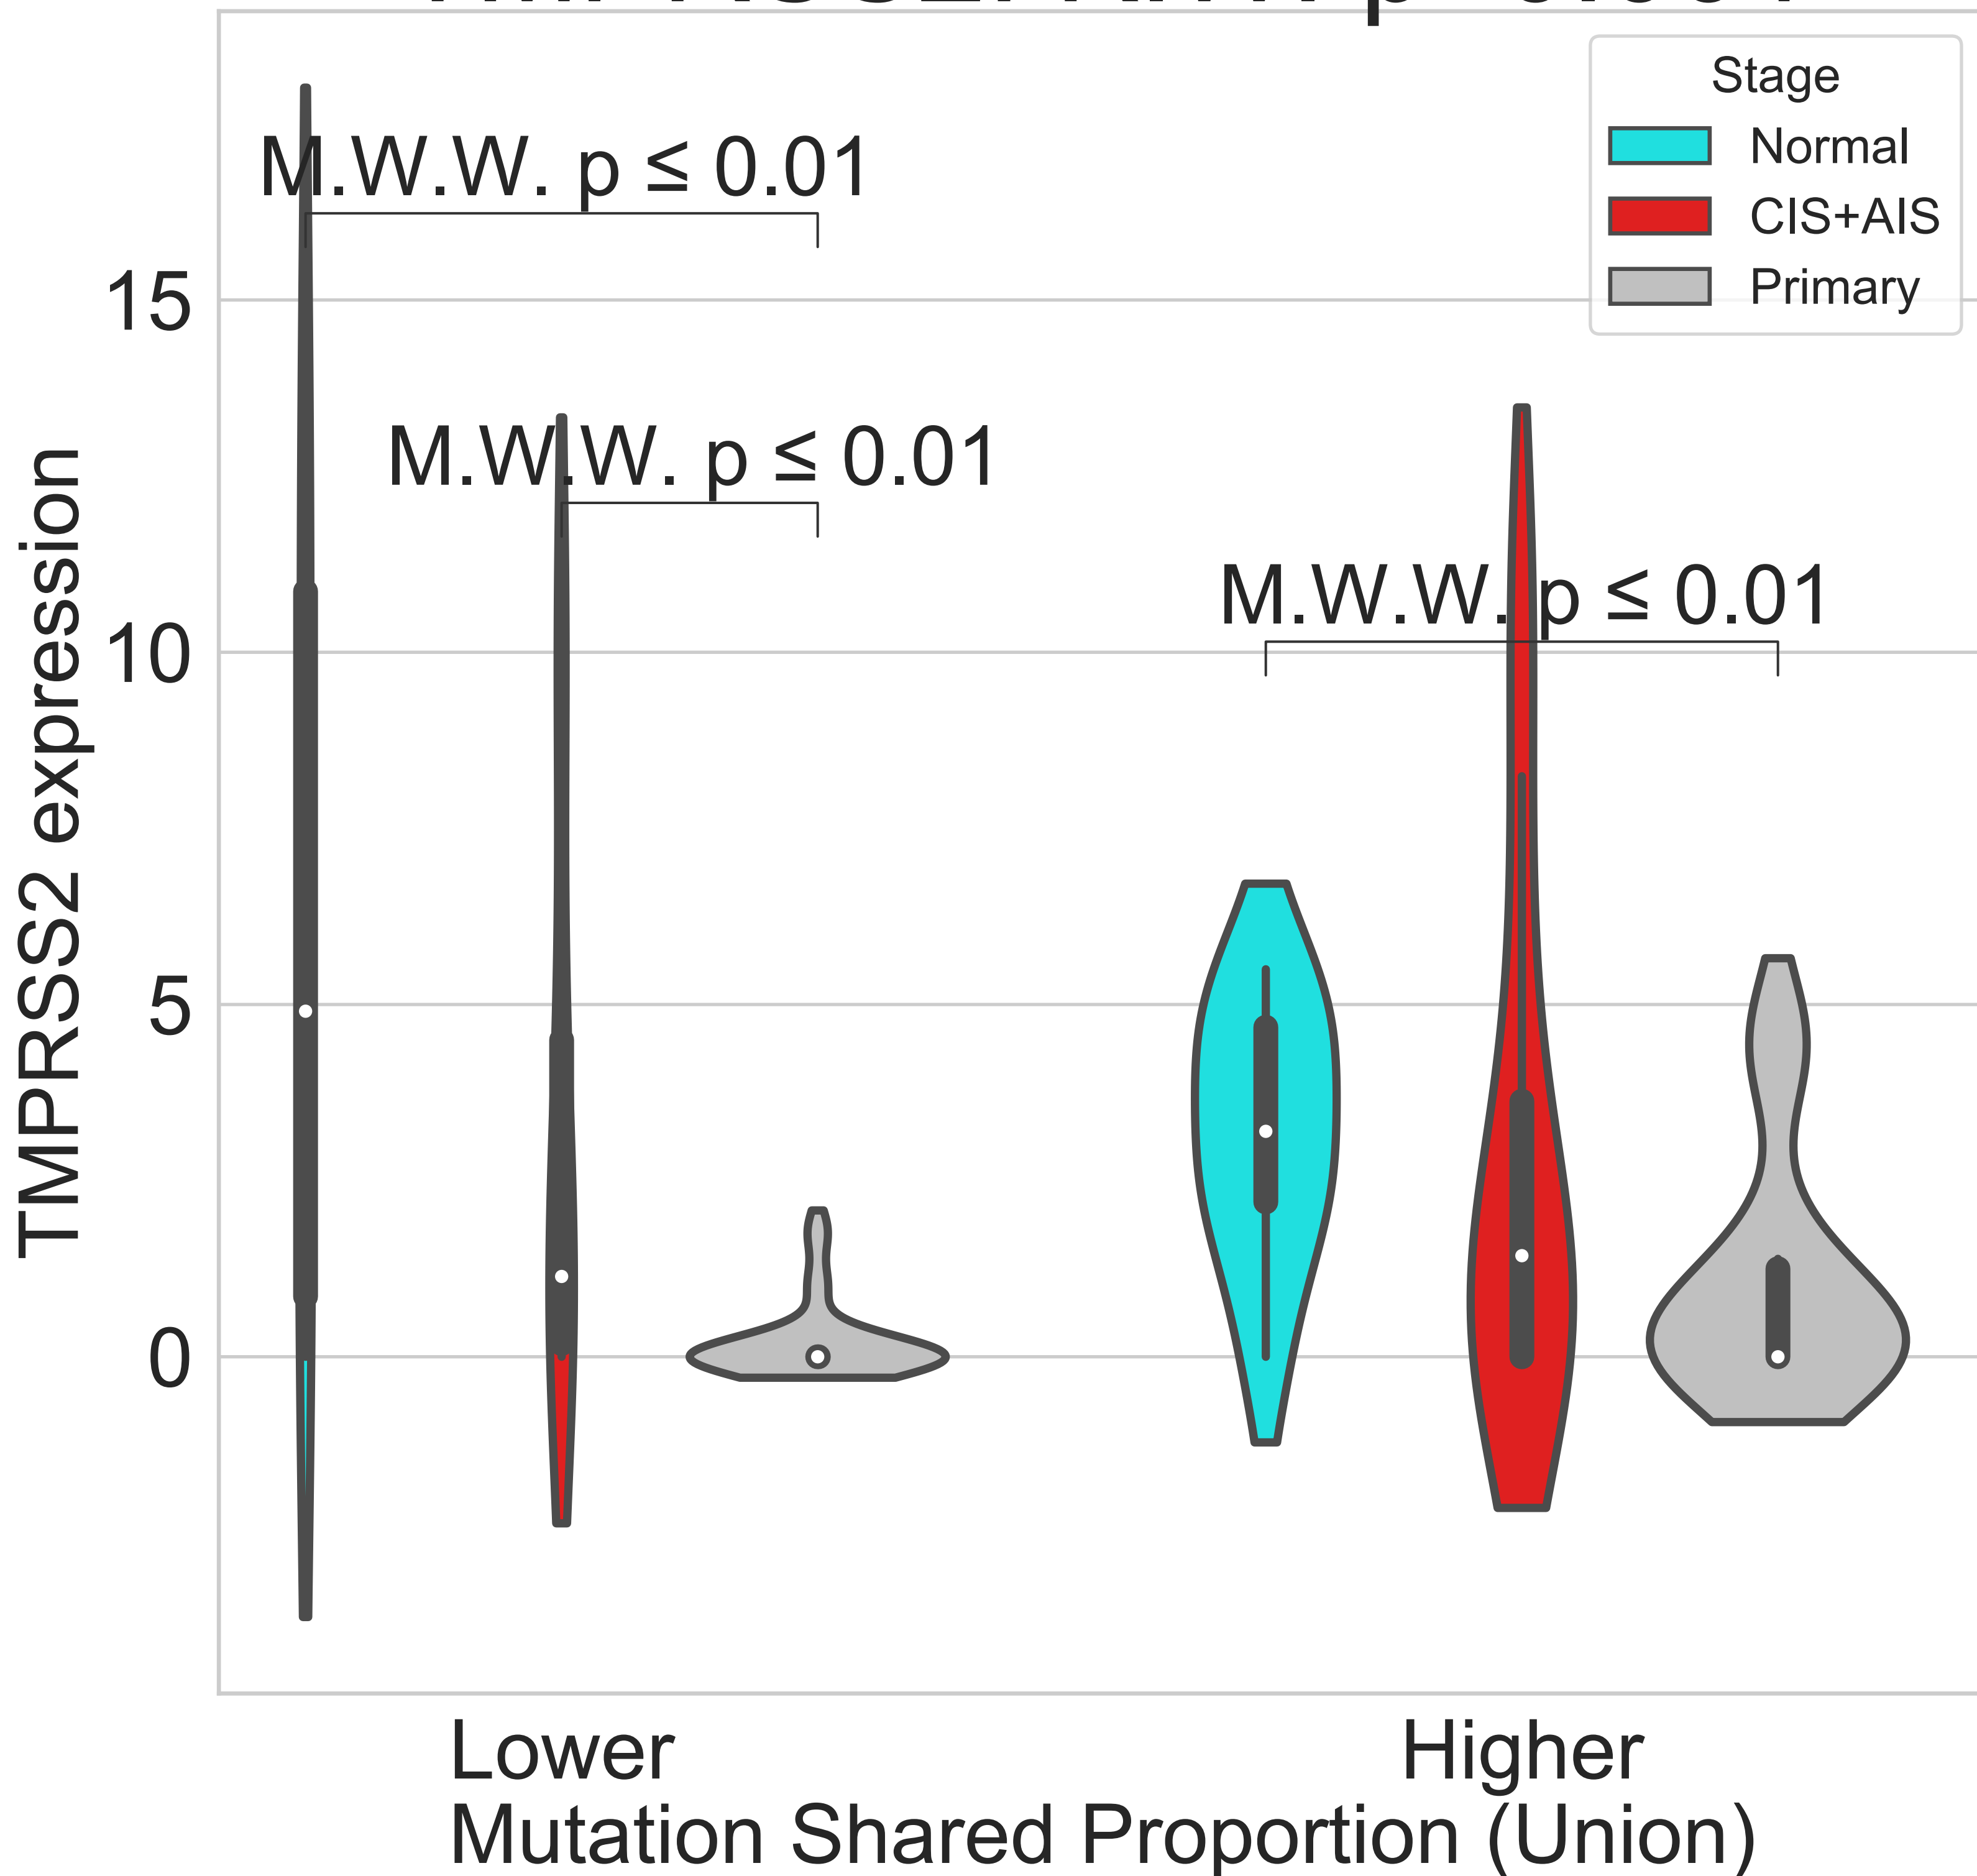 Stage
Normal
CIS+AIS
Primary
M.W.W. p ≤ 0.01
M.W.W. p ≤ 0.01
M.W.W. p ≤ 0.01
15
10
5
0
TMPRSS2 expression
Lower
Higher
Mutation Shared Proportion (Union)